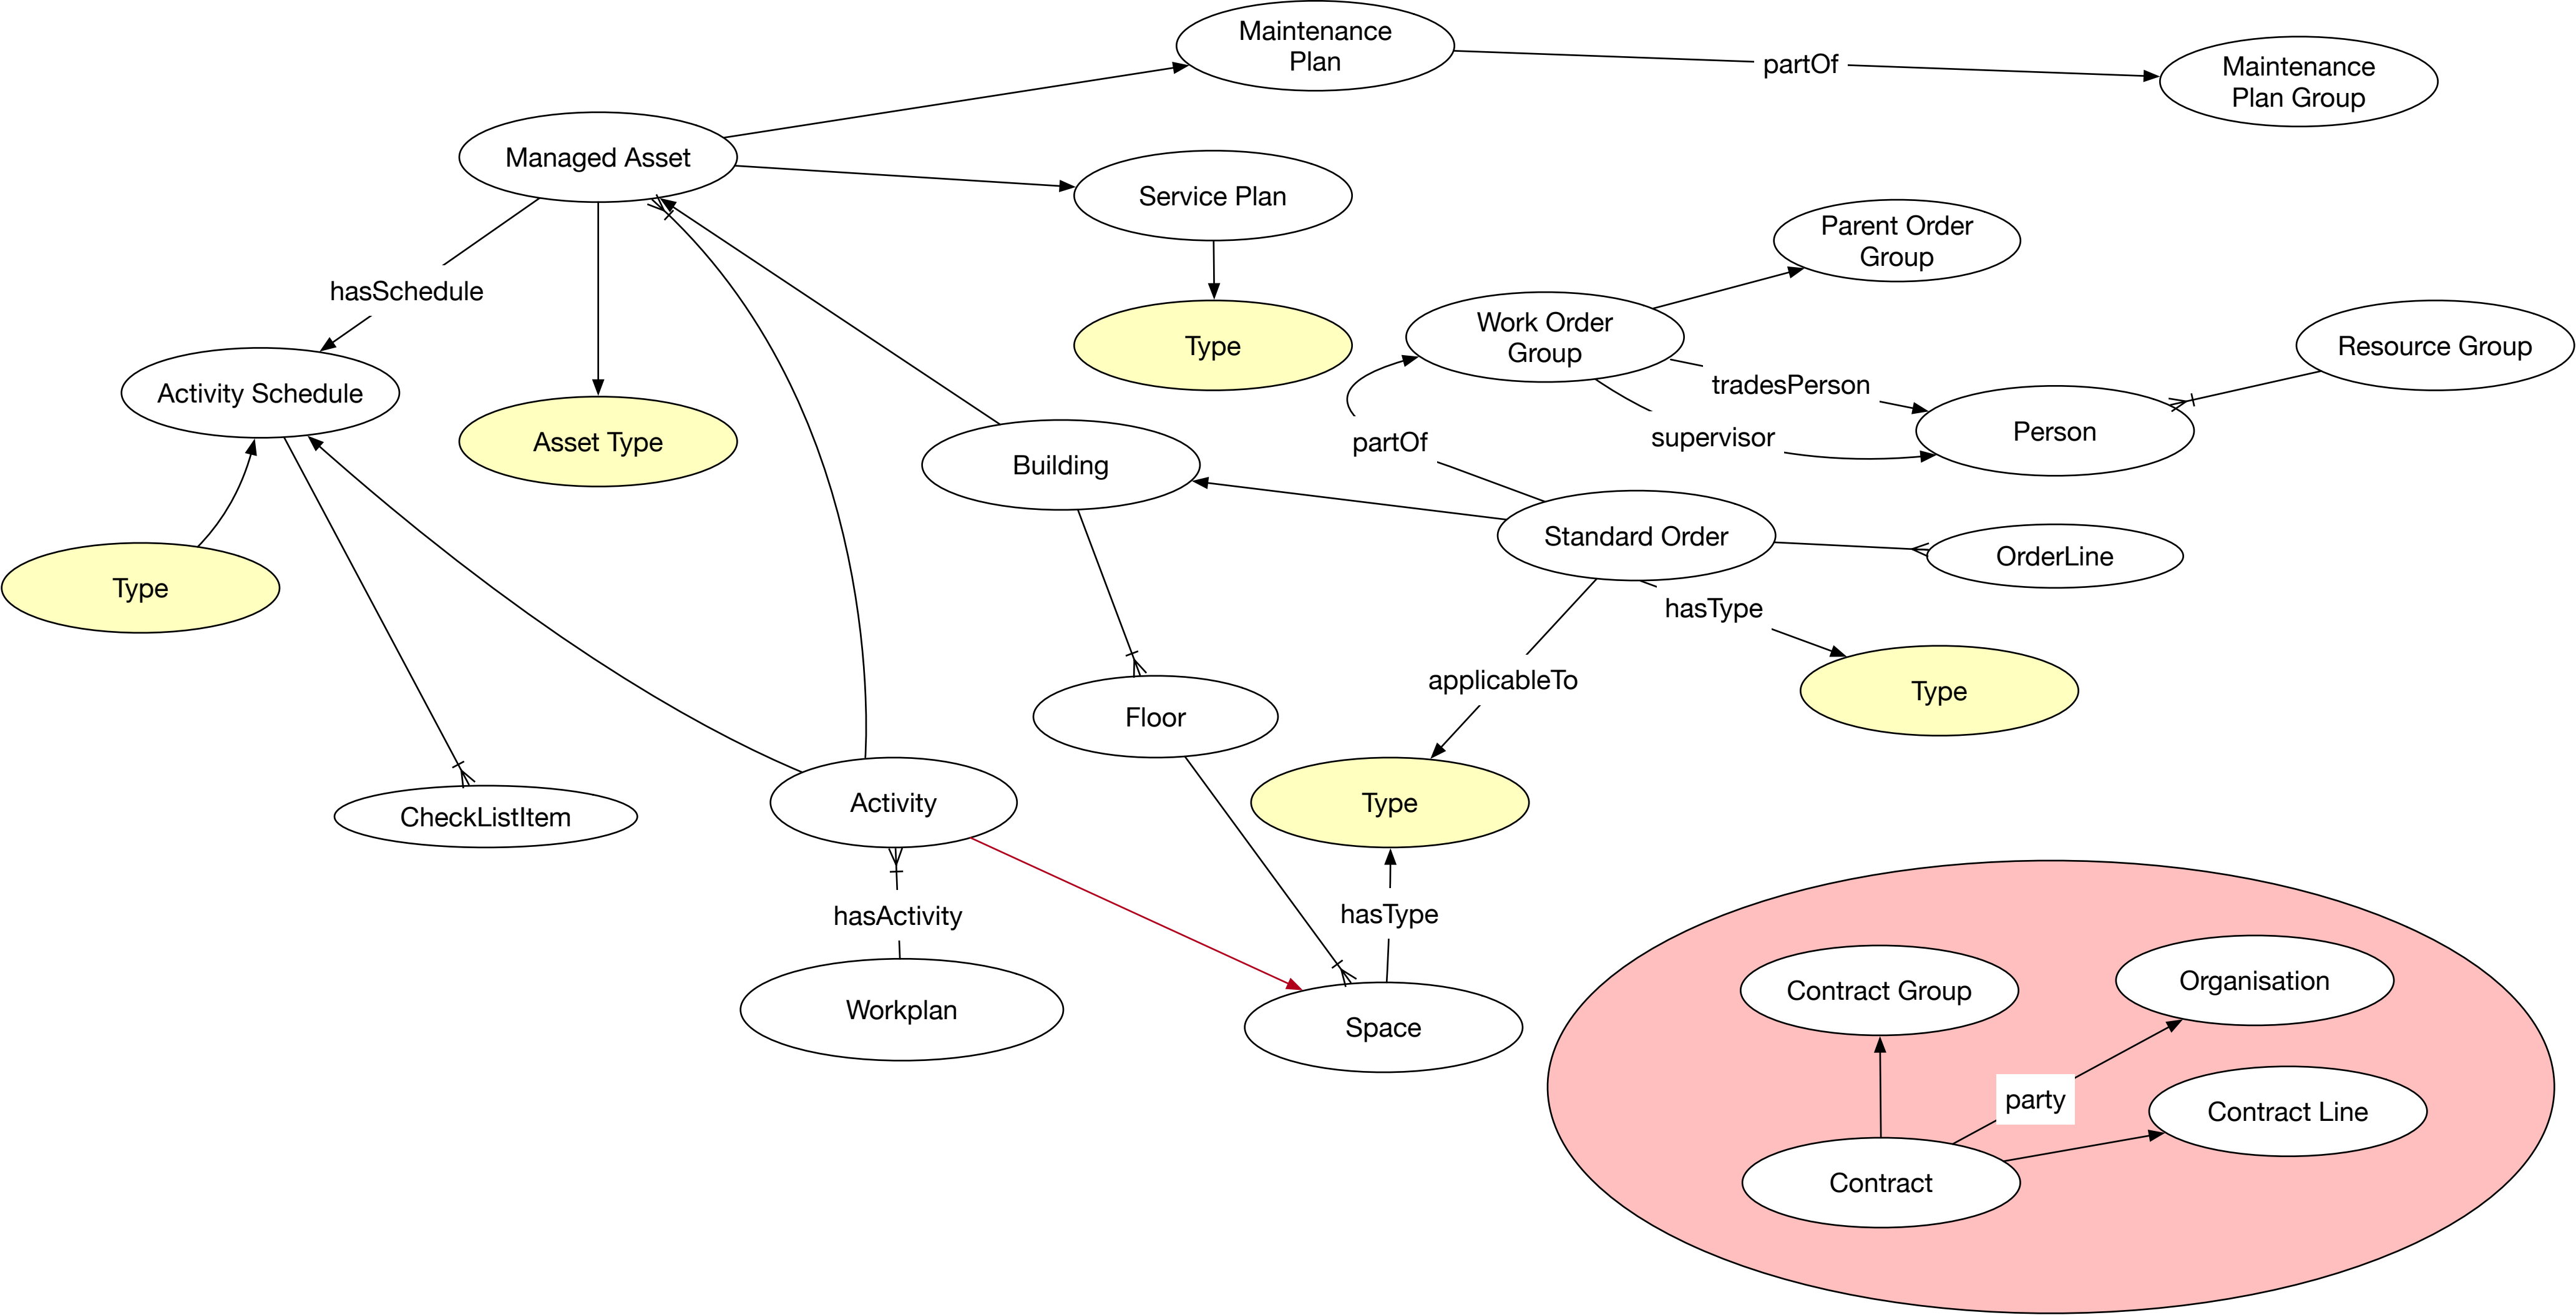 Maintenance
Plan
partOf
Maintenance
Plan Group
Managed Asset
Service Plan
Parent Order
Group
hasSchedule
Work Order
Group
Type
Resource Group
Activity Schedule
tradesPerson
Asset Type
partOf
supervisor
Person
Building
Standard Order
OrderLine
Type
hasType
applicableTo
Type
Floor
CheckListItem
Activity
Type
hasActivity
hasType
Workplan
Space
Contract Group
Organisation
party
Contract Line
Contract